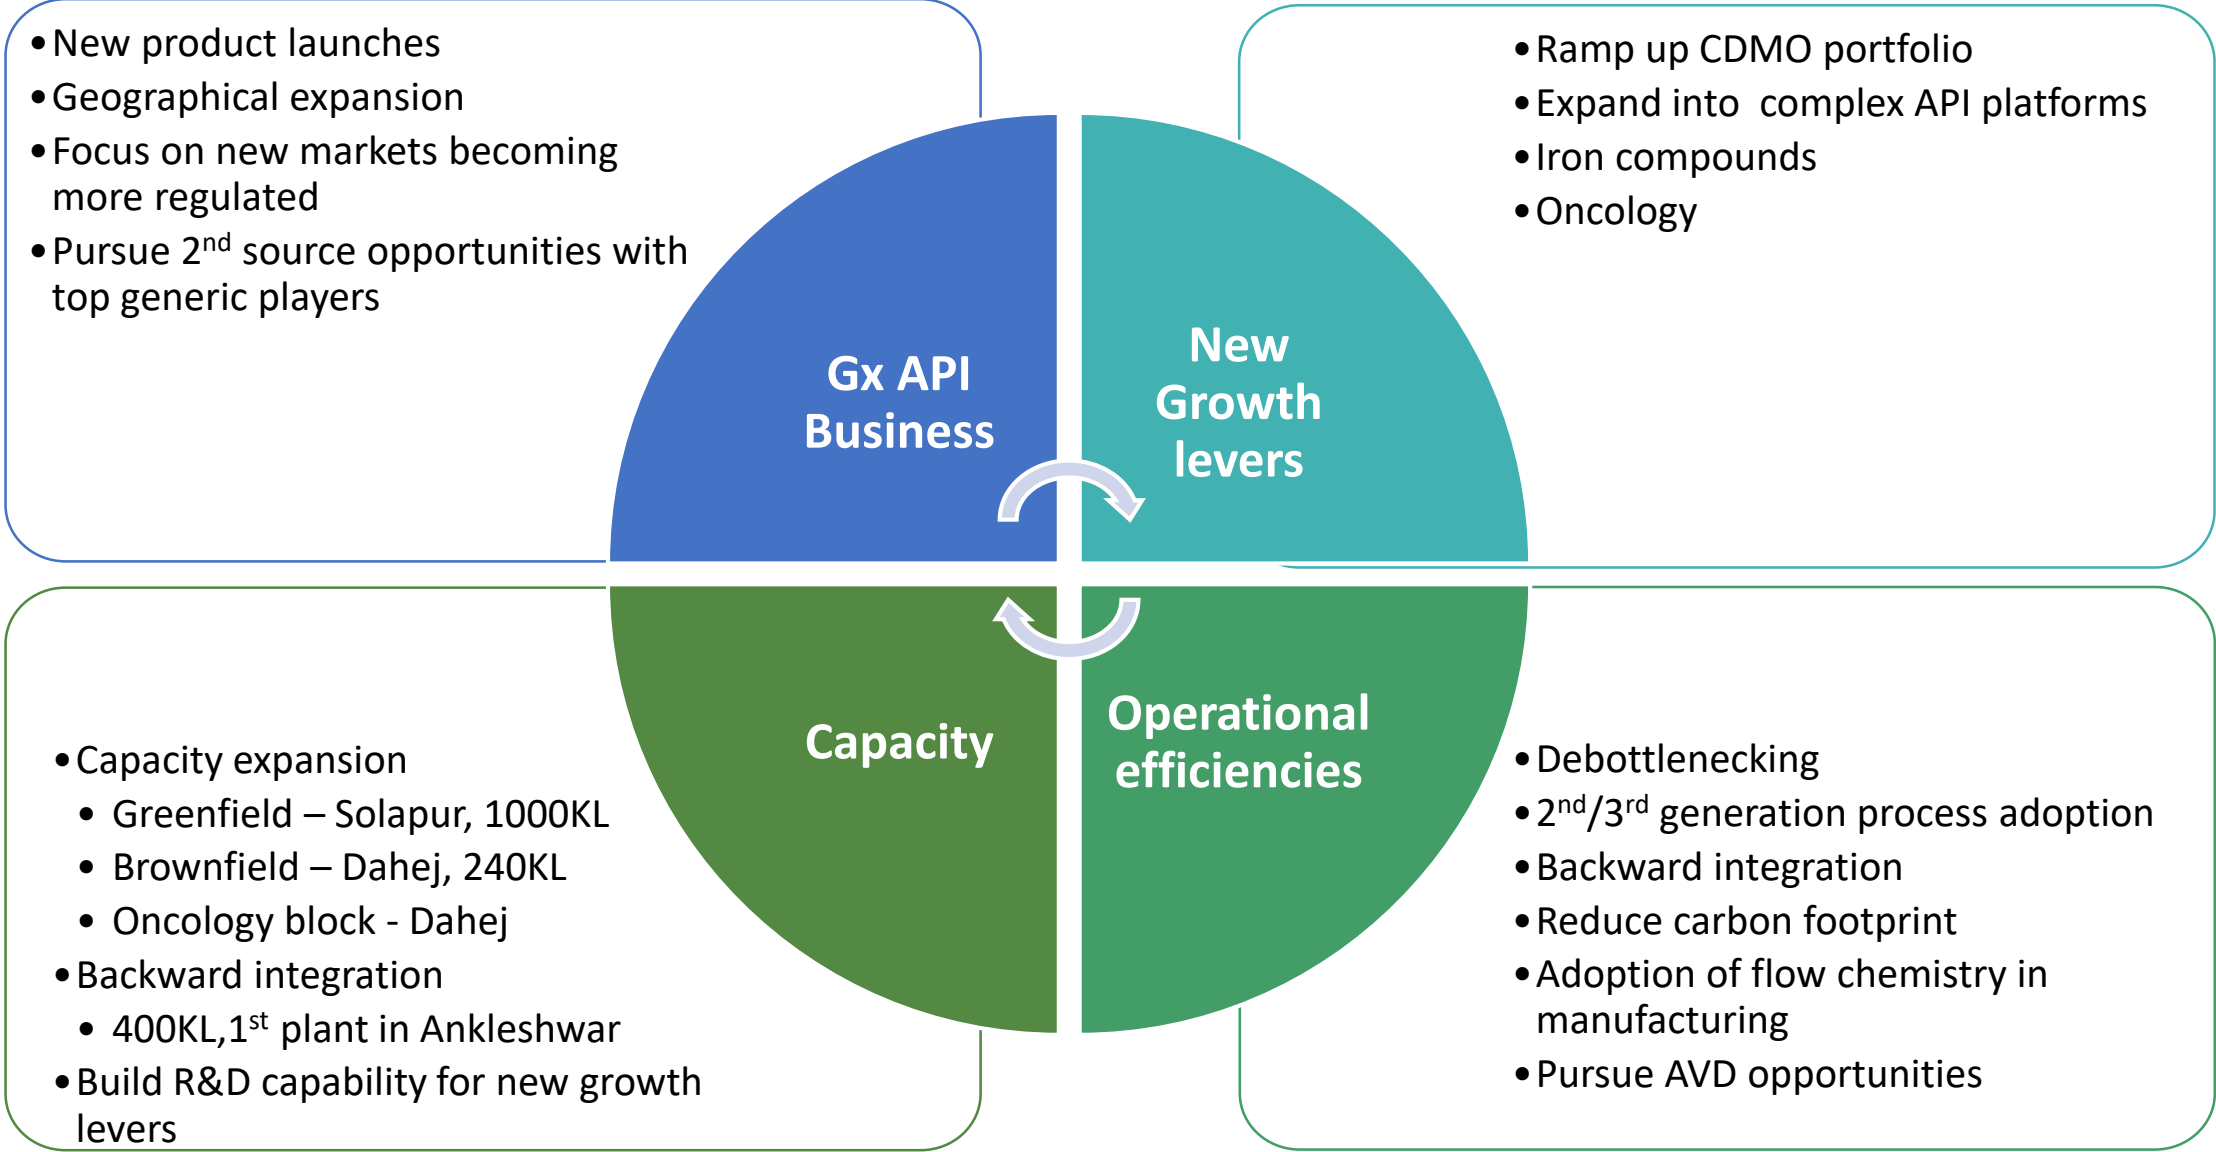 •New product launches
•Geographical expansion
•Focus on new markets becoming
more regulated
•Pursue 2nd source opportunities with
top generic players
•Ramp up CDMO portfolio
•Expand into  complex API platforms
•Iron compounds
•Oncology
Gx API
Business
New
Growth
levers
Capacity
Operational
efficiencies
•Capacity expansion
• Greenfield – Solapur, 1000KL
• Brownfield – Dahej, 240KL
• Oncology block - Dahej
•Backward integration
• 400KL,1st plant in Ankleshwar
•Build R&D capability for new growth
levers
•Debottlenecking
•2nd/3rd generation process adoption
•Backward integration
•Reduce carbon footprint
•Adoption of flow chemistry in
manufacturing
•Pursue AVD opportunities